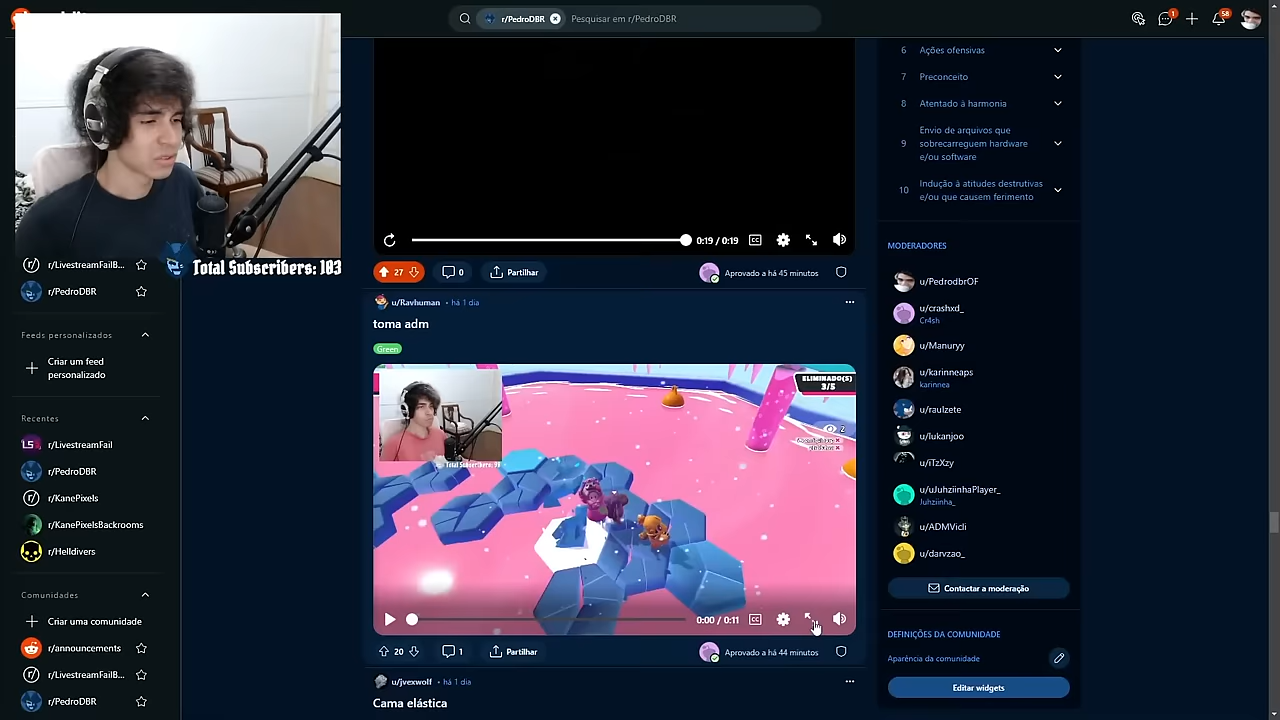 r/PedroDBR
Pesquisar em r/PedroDBR
1
58
Total Subscribers: 183
r/LivestreamFailB...
r/PedroDBR
Feeds personalizados
Criar um feed
personalizado
Recentes
r/LivestreamFail
r/PedroDBR
r/KanePixels
r/KanePixelsBackrooms
r/Helldivers
Comunidades
Criar uma comunidade
r/announcements
r/LivestreamFailB...
r/PedroDBR
0:19 / 0:19
27
0
Partilhar
Aprovado a há 45 minutos
u/Ravhuman • há 1 dia
toma adm
Green
ELIMINADO(S)
3/5
2
0:00 / 0:11
20
1
Partilhar
Aprovado a há 44 minutos
u/jvexwolf • há 1 dia
Cama elástica
6 Ações ofensivas
7 Preconceito
8 Atentado à harmonia
9 Envio de arquivos que
sobrecarreguem hardware
e/ou software
10 Indução à atitudes destrutivas
e/ou que causem ferimento
MODERADORES
u/PedrodbrOF
u/crashxd_
Cr4sh
u/Manuryy
u/karinneaps
karinnea
u/raulzete
u/lukanjoo
u/iTzXzy
u/uJuhziinhaPlayer_
Juhziinha_
u/ADMVicli
u/darvzao_
Contactar a moderação
DEFINIÇÕES DA COMUNIDADE
Aparência da comunidade
Editar widgets